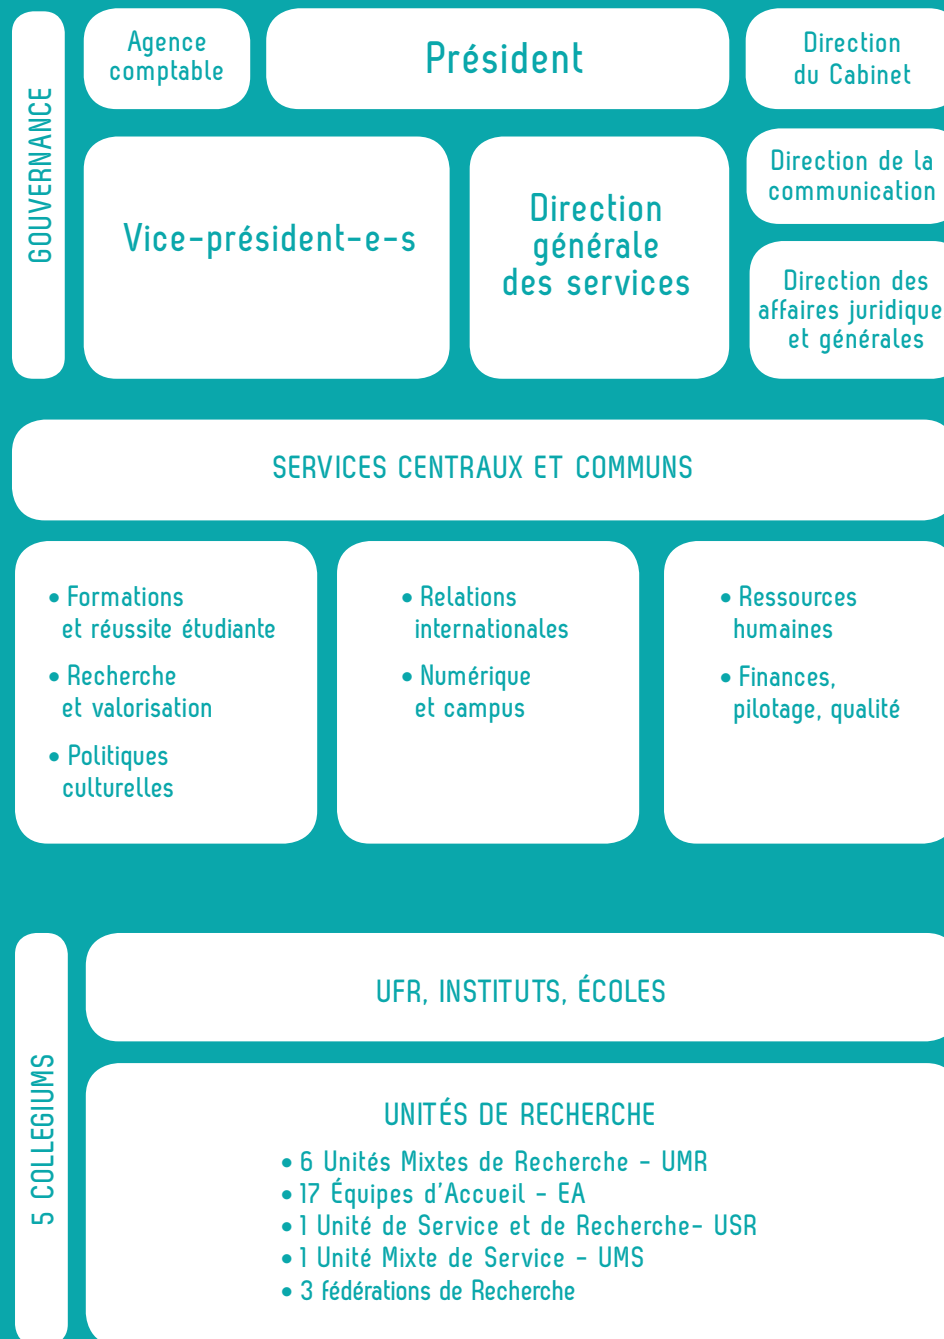 GOUVERNANCE
Agence
comptable
Président
Direction
du Cabinet
Vice-président-e-s
Direction
générale
des services
Direction de la
communication
Direction des
affaires juridique
et générales
SERVICES CENTRAUX ET COMMUNS
• Formations
et réussite étudiante
• Recherche
et valorisation
• Politiques
culturelles
• Relations
internationales
• Numérique
et campus
• Ressources
humaines
• Finances,
pilotage, qualité
5 COLLEGIUMS
UFR, INSTITUTS, ÉCOLES
UNITÉS DE RECHERCHE
• 6 Unités Mixtes de Recherche - UMR
• 17 Équipes d'Accueil - EA
• 1 Unité de Service et de Recherche- USR
• 1 Unité Mixte de Service - UMS
• 3 fédérations de Recherche